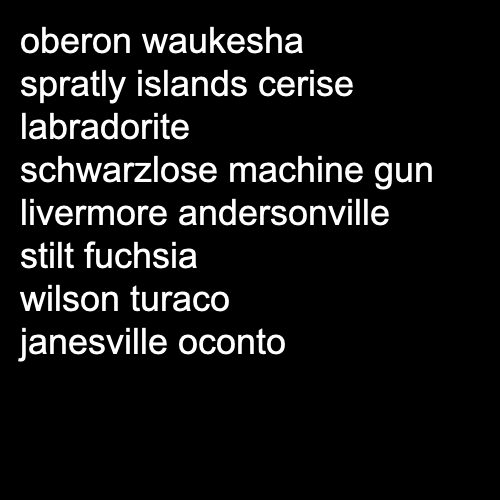 oberon waukesha
spratly islands cerise
labradorite
schwarzlose machine gun
livermore andersonville
stilt fuchsia
wilson turaco
janesville oconto